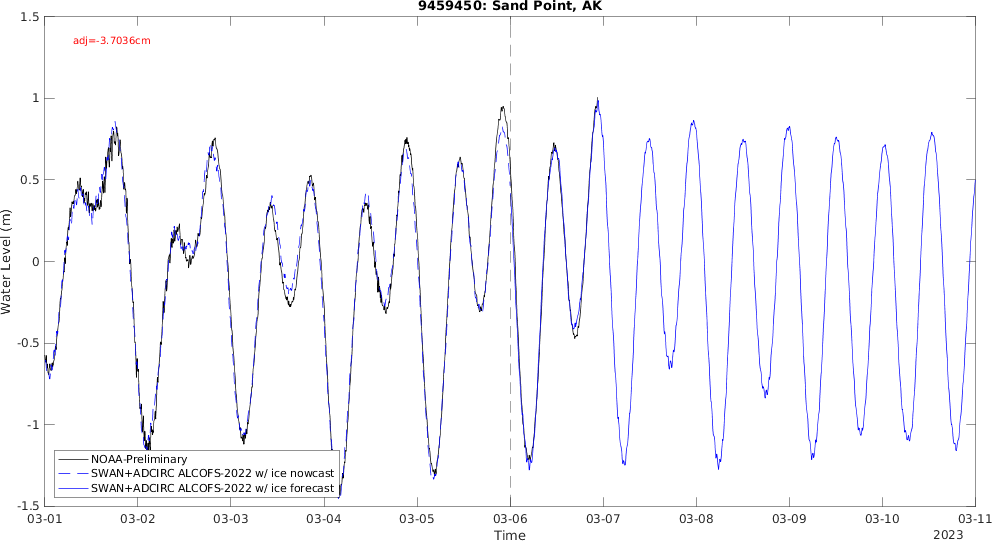 9459450: Sand Point, AK
adj=-3.7036cm
Water Level (m)
1.5
1
0.5
0
-0.5
-1
-1.5
NOAA-Preliminary
SWAN+ADCIRC ALCOFS-2022 w/ ice nowcast
SWAN+ADCIRC ALCOFS-2022 w/ ice forecast
03-01 03-02 03-03 03-04 03-05 03-06 03-07 03-08 03-09 03-10 03-11
Time
2023